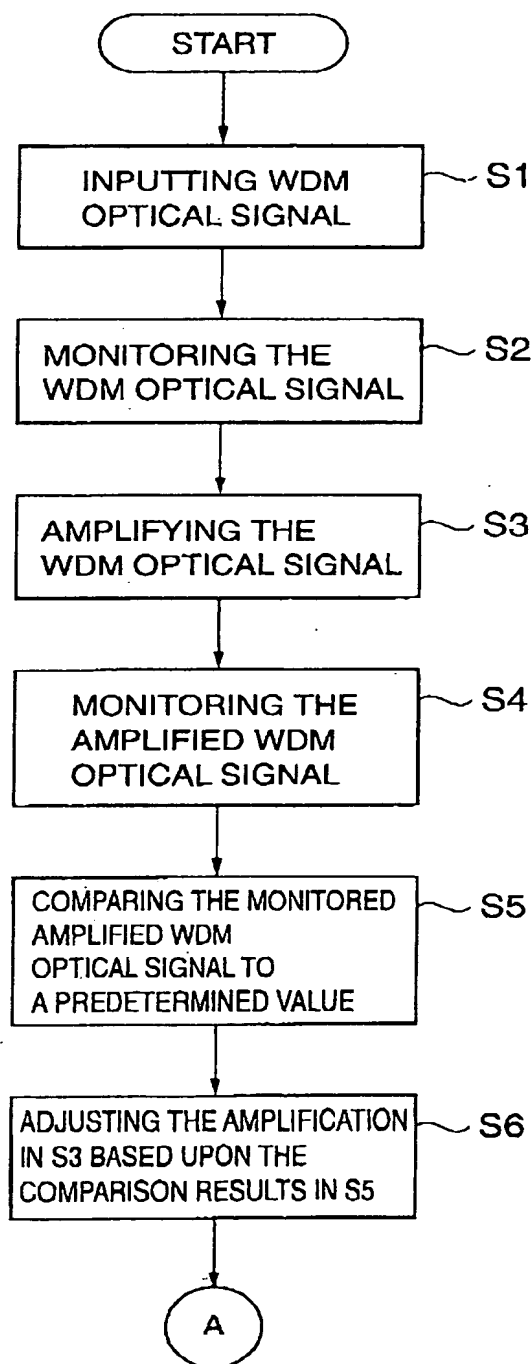 START
INPUTTING WDM
OPTICAL SIGNAL
S1
MONITORING THE
WDM OPTICAL SIGNAL
S2
AMPLIFYING THE
WDM OPTICAL SIGNAL
S3
MONITORING THE
AMPLIFIED WDM
OPTICAL SIGNAL
S4
COMPARING THE MONITORED
AMPLIFIED WDM
OPTICAL SIGNAL TO
A PREDETERMINED VALUE
S5
ADJUSTING THE AMPLIFICATION
IN S3 BASED UPON THE
COMPARISON RESULTS IN S5
S6
A